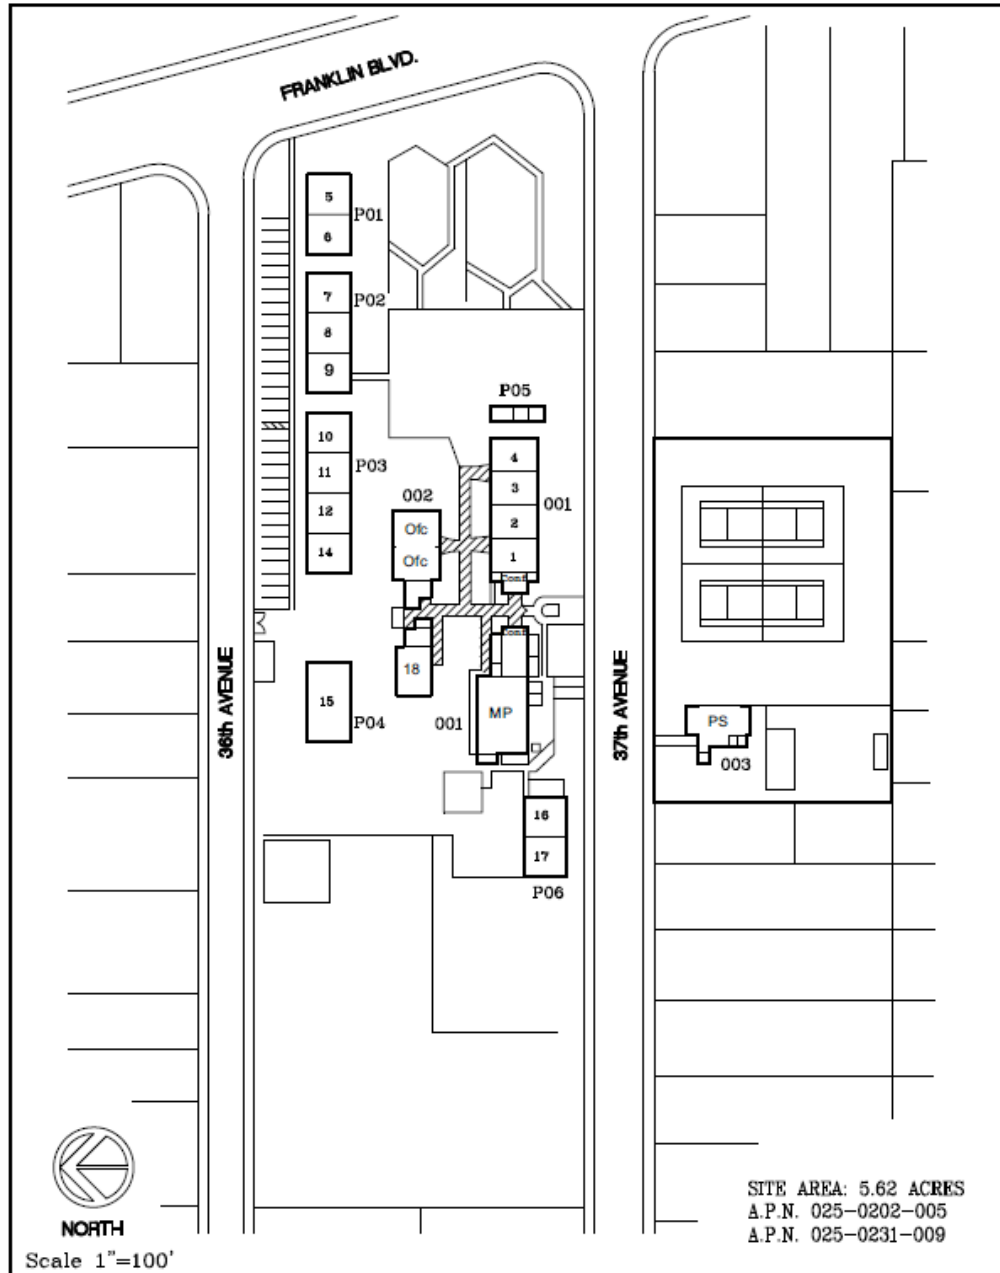 FRANKLIN BLVD.
5
P01
6
7
P02
8
9
P05
10
4
11
P03
3
002
001
12
2
Ofc
14
1
Ofc
Comf
Comf
18
36th AVENUE
37th AVENUE
15
P04
001
MP
PS
003
16
17
P06
NORTH
Scale 1"=100'
SITE AREA: 5.62 ACRES
A.P.N. 025-0202-005
A.P.N. 025-0231-009